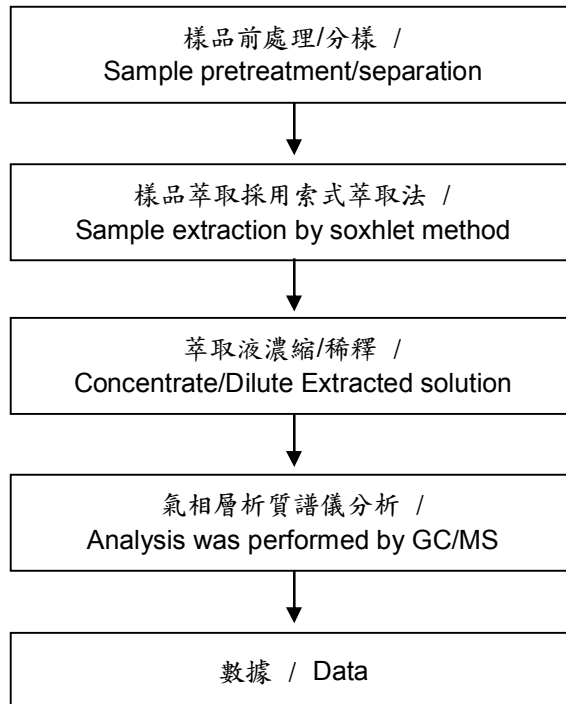 樣品前處理/分樣 /
Sample pretreatment/separation
樣品萃取採用索式萃取法 /
Sample extraction by soxhlet method
萃取液濃縮/稀釋 /
Concentrate/Dilute Extracted solution
氣相層析質譜儀分析 /
Analysis was performed by GC/MS
數據 / Data